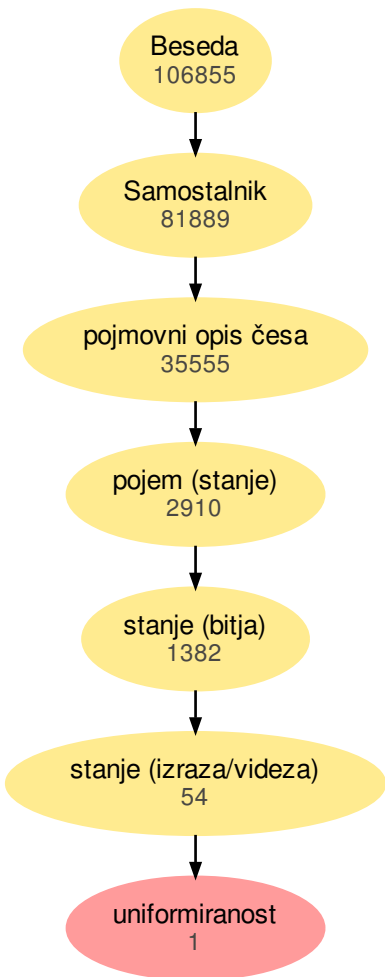 Beseda
106855
Samostalnik
81889
pojmovni opis česa
35555
pojem (stanje)
2910
stanje (bitja)
1382
stanje (izraza/videza)
54
uniformiranost
1